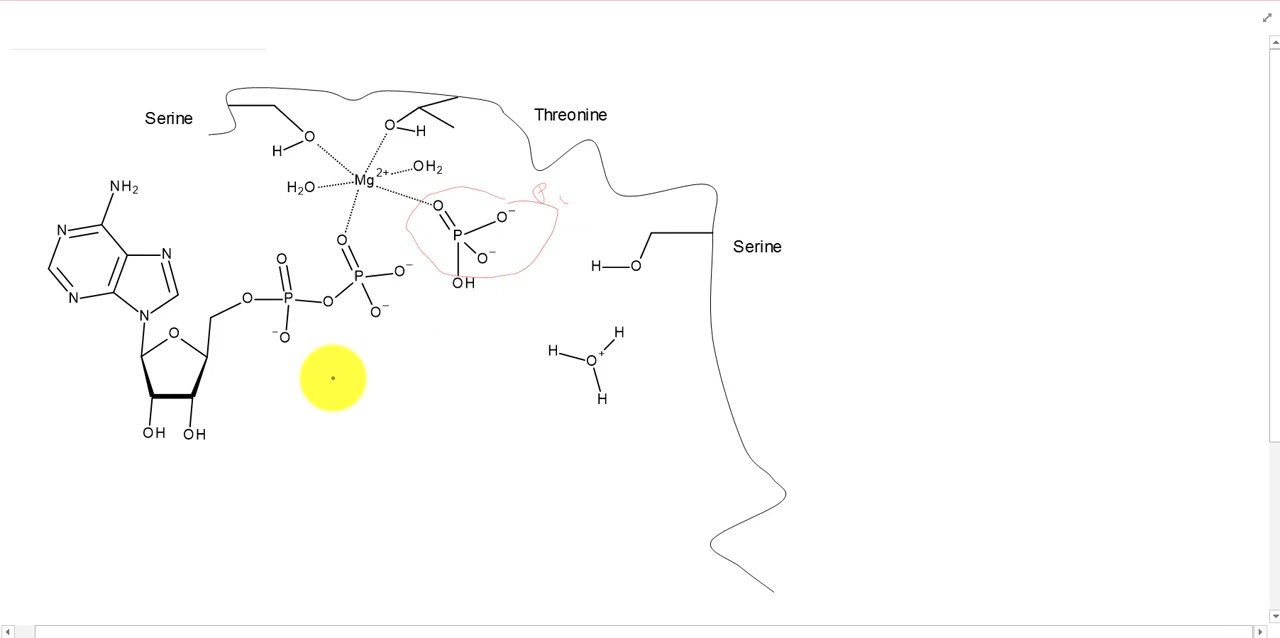 Serine
Threonine
O
H
O
H
Mg2+
OH2
H2O
NH2
P i
O
O−
P
O−
OH
Serine
H
O
N
N
N
N
O
O
P
O−
O−
O
P
O
O
−O
O
H
H
O+
H
OH
OH